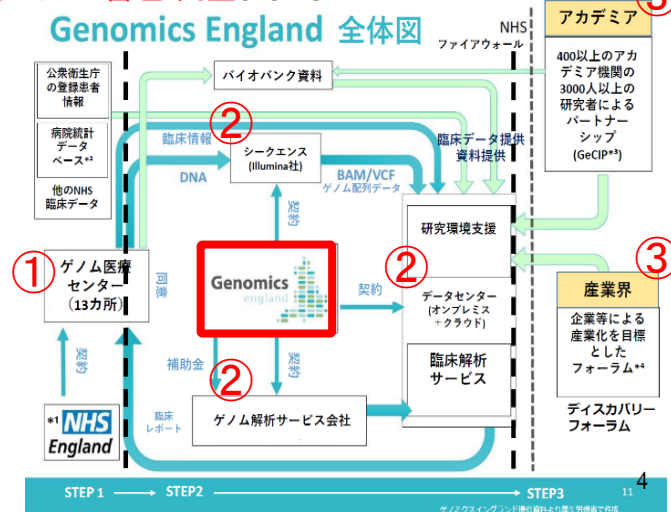 Genomics England 全体図
NHS
ファイアウォール
アカデミア
400以上のアカ
デミア機関の
3000人以上の
研究者による
パートナー
シップ
(GeCIP*³)
公衆衛生庁
の登録患者
情報
病院統計
データ
ベース*²
他のNHS
臨床データ
バイオバンク資料
②
臨床情報
シークエンス
(Illumina社)
DNA
BAM/VCF
ゲノム配列データ
臨床データ提供
資料提供
契約
研究環境支援
①
ゲノム医療
センター
(13カ所)
同意
Genomics
england
契約
②
データセンター
(オンプレミス
+クラウド)
③
産業界
企業等による
産業化を目標
とした
フォーラム*⁴
ディスカバリー
フォーラム
契約
補助金
契約
②
臨床解析
サービス
*¹ NHS
England
臨床
レポート
ゲノム解析サービス会社
STEP 1
STEP2
STEP3
11
4